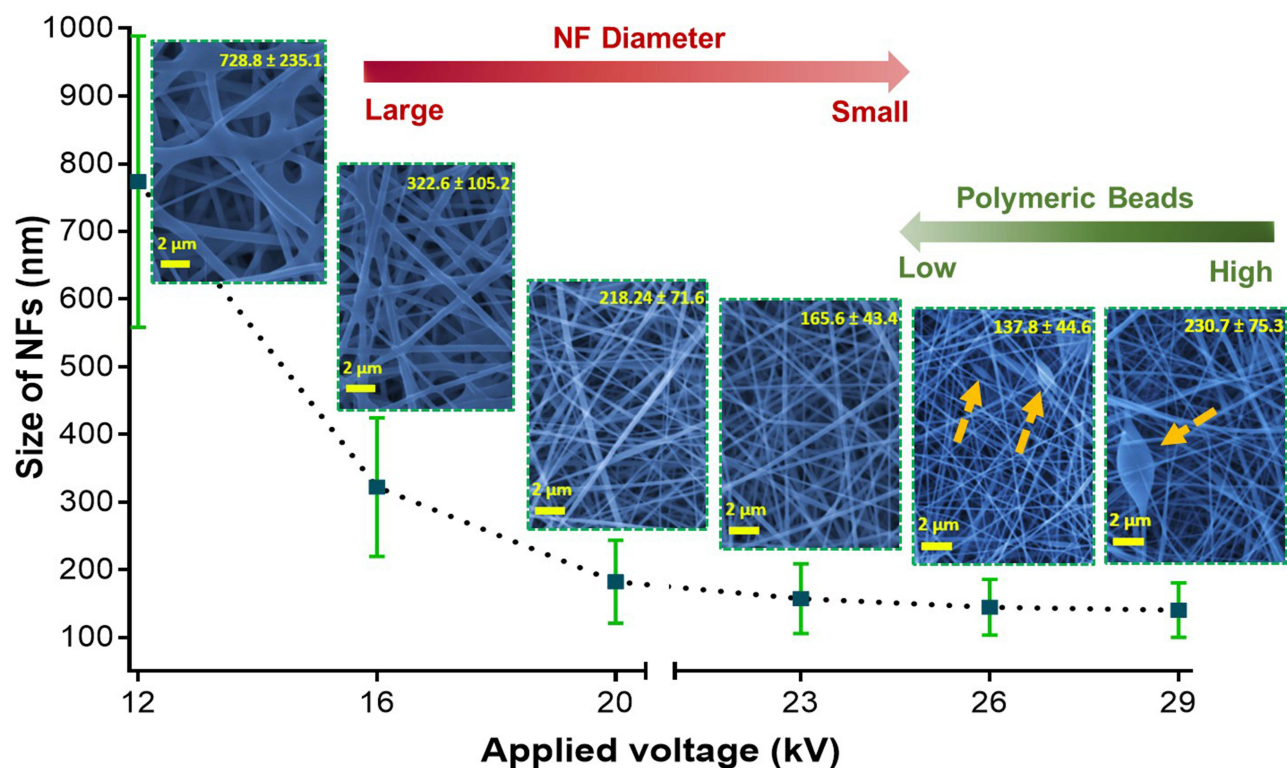 1000
900
800
700
600
500
400
300
200
100
Size of NFs (nm)
NF Diameter
Large
Small
Polymeric Beads
Low
High
728.8 ± 235.1
2 µm
322.6 ± 105.2
2 µm
218.24 ± 71.6
2 µm
165.6 ± 43.4
2 µm
137.8 ± 44.6
2 µm
230.7 ± 75.3
2 µm
12 16 20 23 26 29
Applied voltage (kV)